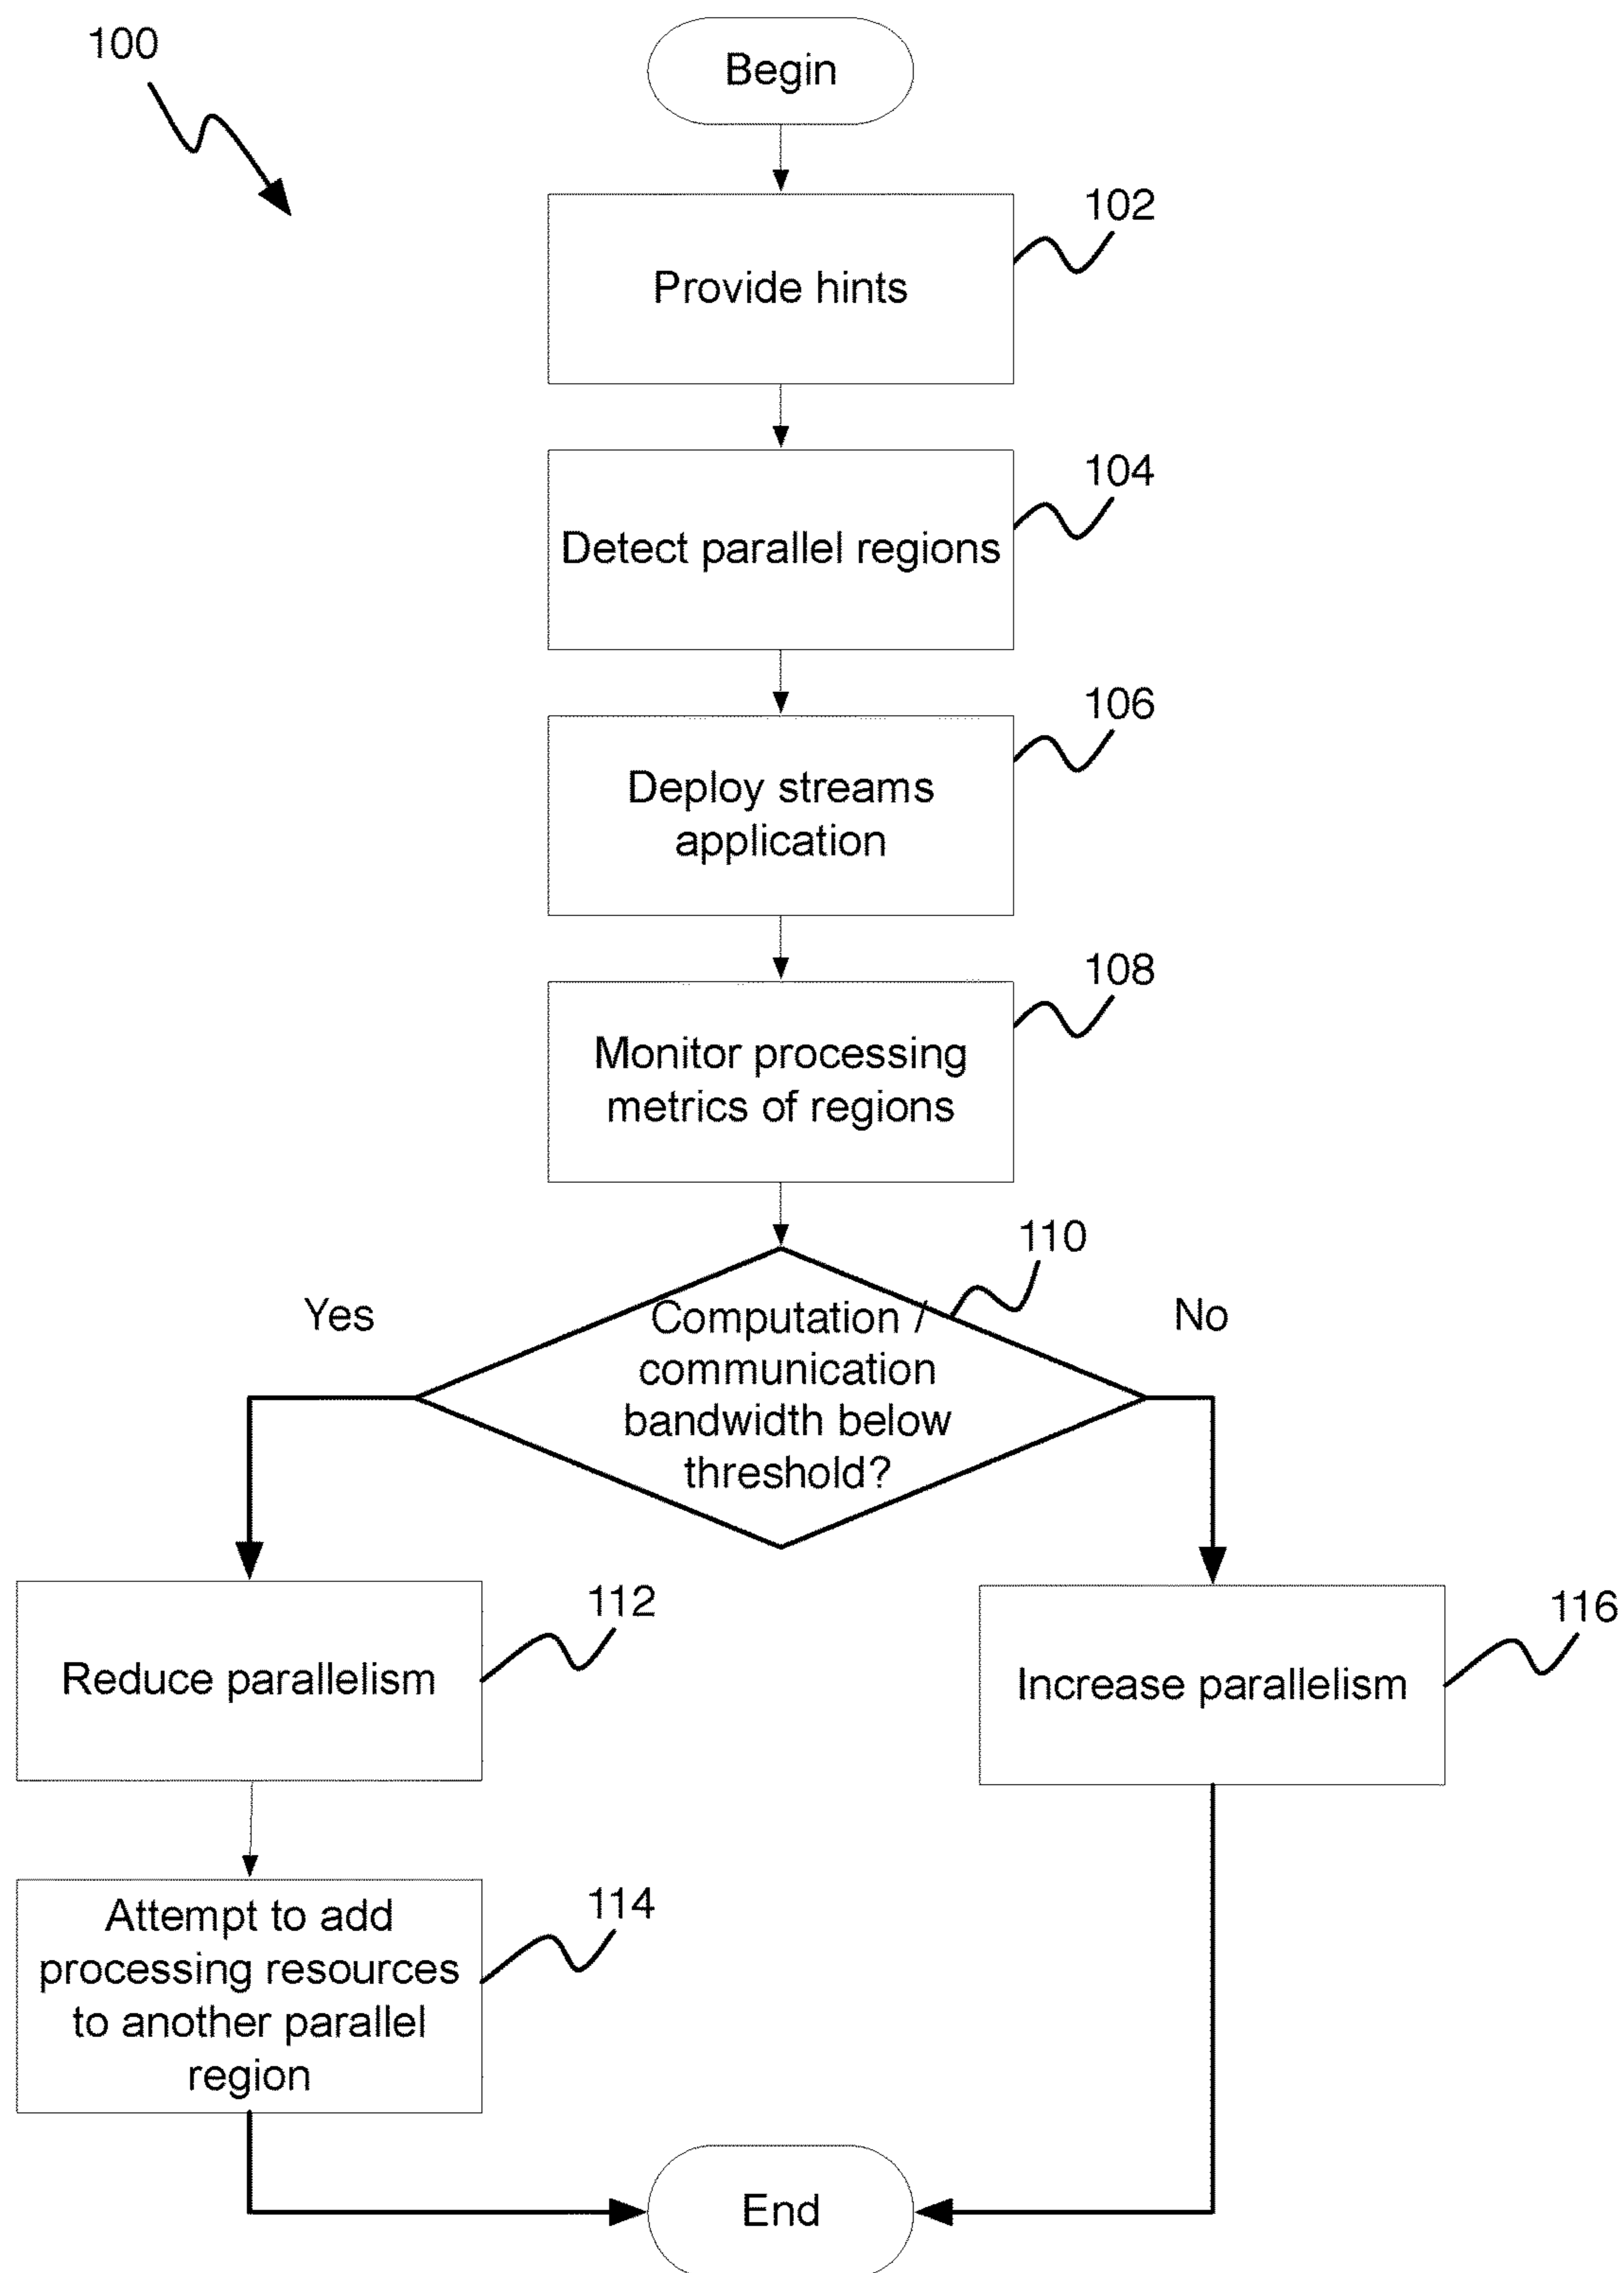 100
Begin
102
Provide hints
104
Detect parallel regions
106
Deploy streams
application
108
Monitor processing
metrics of regions
110
Yes
No
Computation /
communication
bandwidth below
threshold?
112
Reduce parallelism
116
Increase parallelism
114
Attempt to add
processing resources
to another parallel
region
End